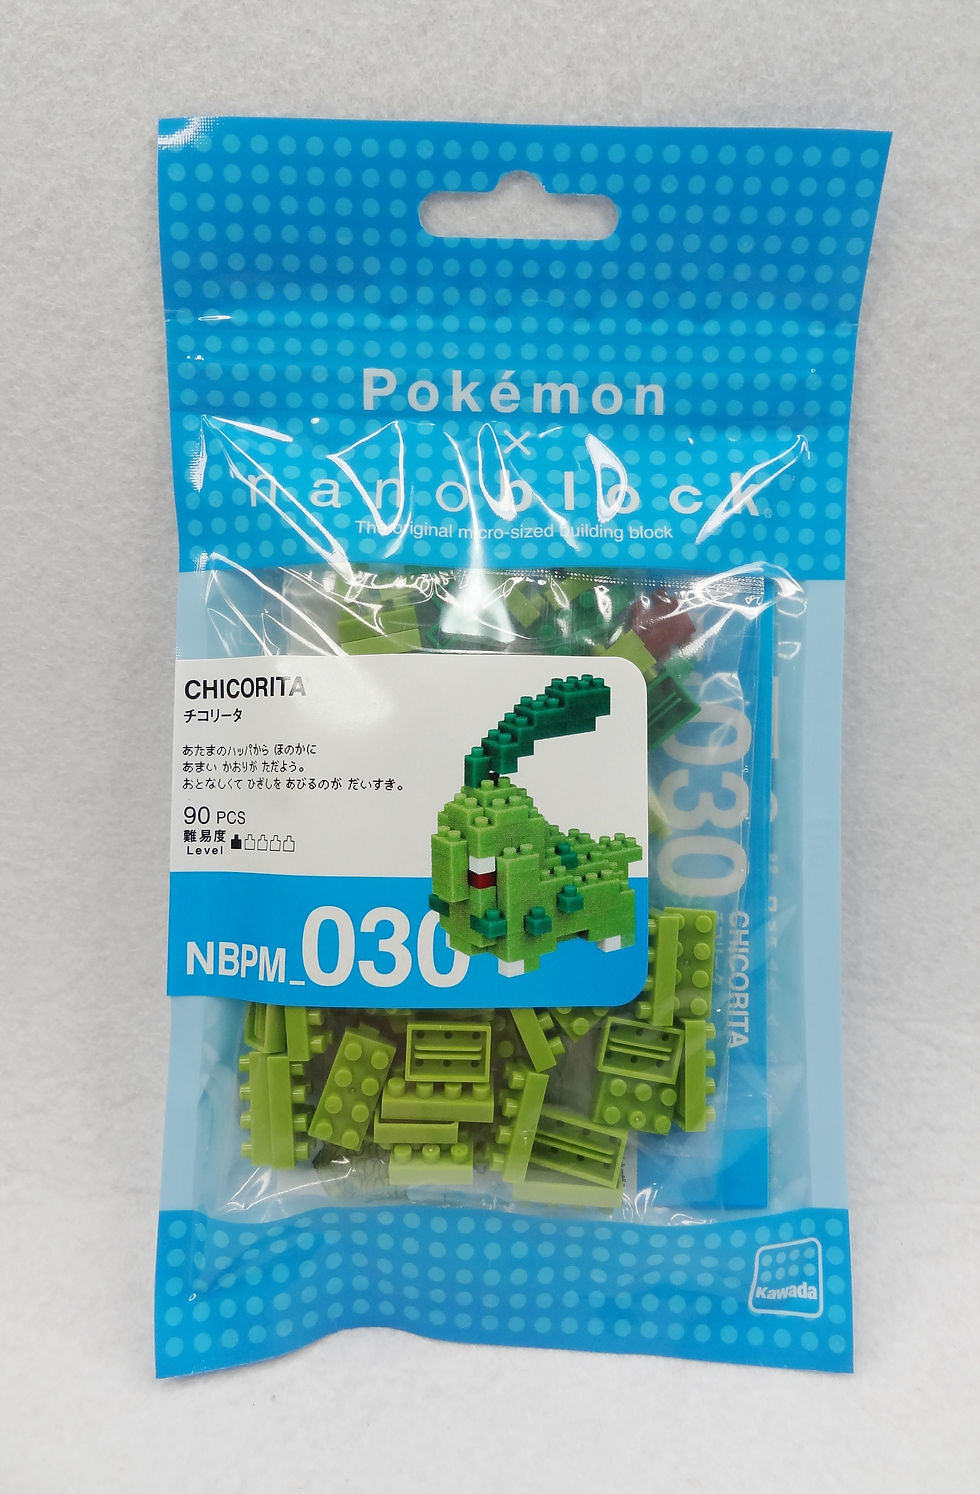 Pokémon
×
nanoblock®
The original micro-sized building block
CHICORITA
チコリータ
あたまのハッパから ほのかに
あまい かおりが ただよう。
おとなしくて ひざしを あびるのが だいすき。
90 PCS
難易度
Level
NBPM_030
030
CHICORITA
Kawada